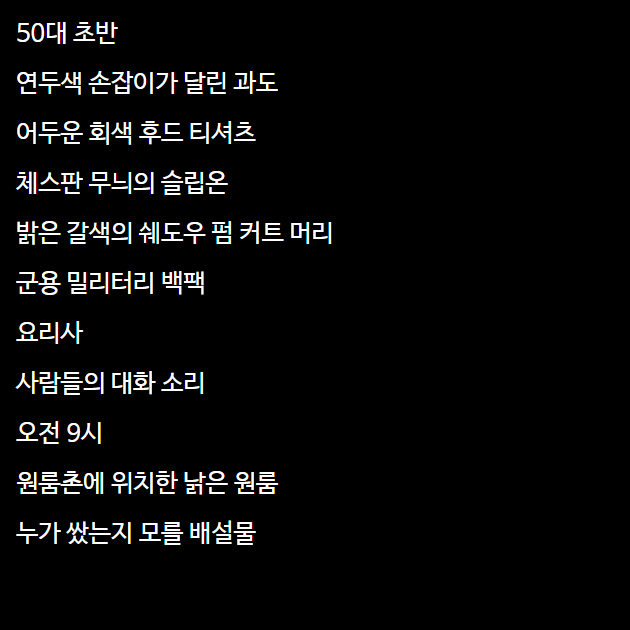 50대 초반
연두색 손잡이가 달린 과도
어두운 회색 후드 티셔츠
체스판 무늬의 슬립온
밝은 갈색의 쉐도우 펌 커트 머리
군용 밀리터리 백팩
요리사
사람들의 대화 소리
오전 9시
원룸촌에 위치한 낡은 원룸
누가 쌌는지 모를 배설물